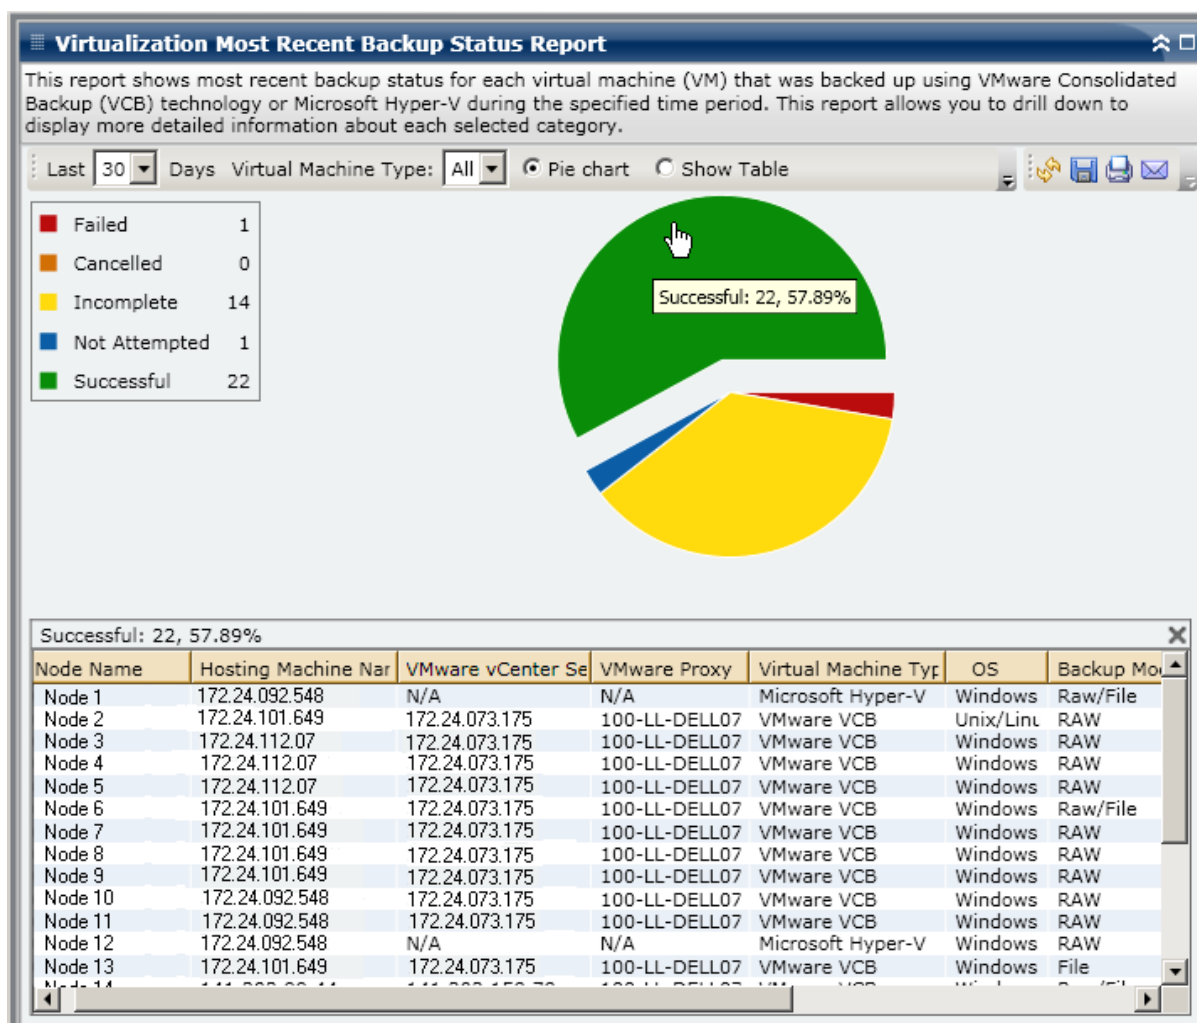 Virtualization Most Recent Backup Status Report
This report shows most recent backup status for each virtual machine (VM) that was backed up using VMware Consolidated
Backup (VCB) technology or Microsoft Hyper-V during the specified time period. This report allows you to drill down to
display more detailed information about each selected category.
Last 30 Days Virtual Machine Type: All Pie chart Show Table
Failed 1
Cancelled 0
Incomplete 14
Not Attempted 1
Successful 22
Successful: 22, 57.89%
Successful: 22, 57.89%
Node Name Hosting Machine Nar VMware vCenter Se VMware Proxy Virtual Machine Typ OS Backup Mo
Node 1 172.24.092.548 N/A N/A Microsoft Hyper-V Windows Raw/File
Node 2 172.24.101.649 172.24.073.175 100-LL-DELL07 VMware VCB Unix/Linu RAW
Node 3 172.24.112.07 172.24.073.175 100-LL-DELL07 VMware VCB Windows RAW
Node 4 172.24.112.07 172.24.073.175 100-LL-DELL07 VMware VCB Windows RAW
Node 5 172.24.112.07 172.24.073.175 100-LL-DELL07 VMware VCB Windows RAW
Node 6 172.24.101.649 172.24.073.175 100-LL-DELL07 VMware VCB Windows Raw/File
Node 7 172.24.101.649 172.24.073.175 100-LL-DELL07 VMware VCB Windows RAW
Node 8 172.24.101.649 172.24.073.175 100-LL-DELL07 VMware VCB Windows RAW
Node 9 172.24.101.649 172.24.073.175 100-LL-DELL07 VMware VCB Windows RAW
Node 10 172.24.092.548 172.24.073.175 100-LL-DELL07 VMware VCB Windows RAW
Node 11 172.24.092.548 172.24.073.175 100-LL-DELL07 VMware VCB Windows RAW
Node 12 172.24.092.548 N/A N/A Microsoft Hyper-V Windows RAW
Node 13 172.24.101.649 172.24.073.175 100-LL-DELL07 VMware VCB Windows File